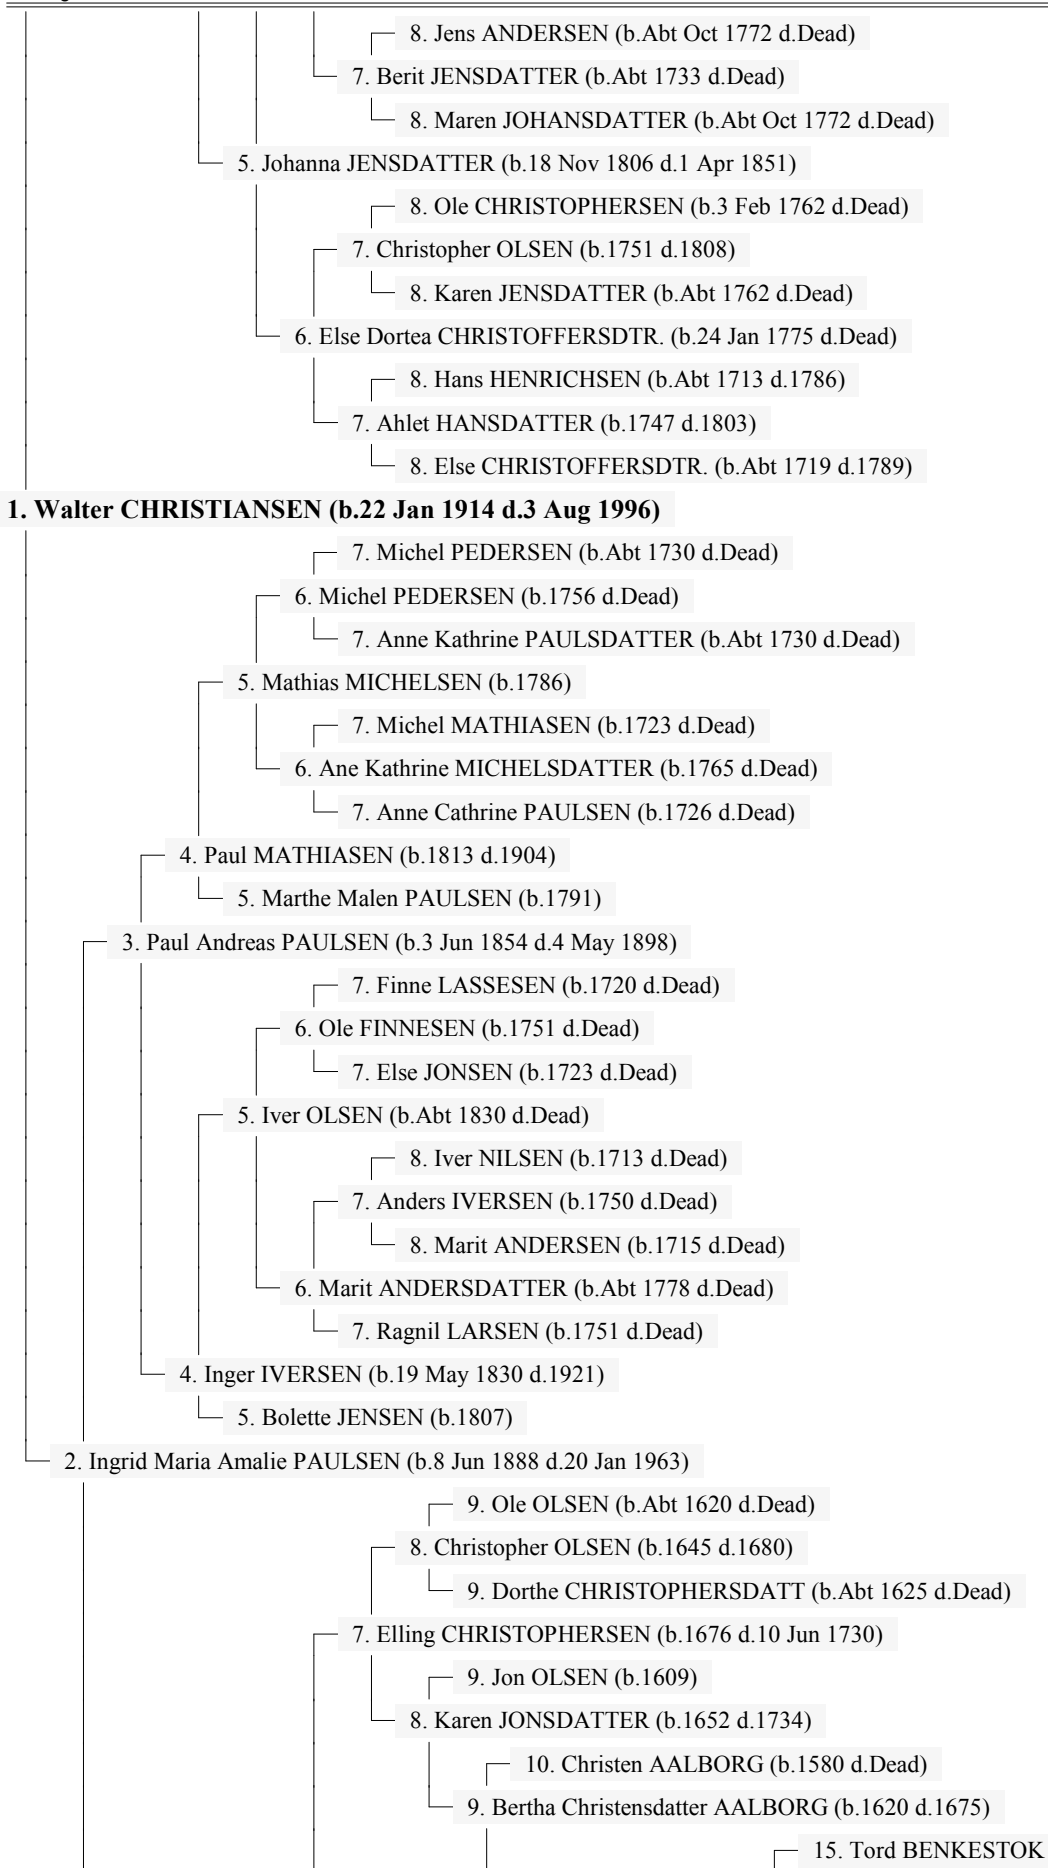 8. Jens ANDERSEN (b.Abt Oct 1772 d.Dead)
7. Berit JENSDATTER (b.Abt 1733 d.Dead)
8. Maren JOHANSDATTER (b.Abt Oct 1772 d.Dead)
5. Johanna JENSDATTER (b.18 Nov 1806 d.1 Apr 1851)
8. Ole CHRISTOPHERSEN (b.3 Feb 1762 d.Dead)
7. Christopher OLSEN (b.1751 d.1808)
8. Karen JENSDATTER (b.Abt 1762 d.Dead)
6. Else Dortea CHRISTOFFERSDTR. (b.24 Jan 1775 d.Dead)
8. Hans HENRICHSEN (b.Abt 1713 d.1786)
7. Ahlet HANSDATTER (b.1747 d.1803)
8. Else CHRISTOFFERSDTR. (b.Abt 1719 d.1789)
1. Walter CHRISTIANSEN (b.22 Jan 1914 d.3 Aug 1996)
7. Michel PEDERSEN (b.Abt 1730 d.Dead)
6. Michel PEDERSEN (b.1756 d.Dead)
7. Anne Kathrine PAULSDATTER (b.Abt 1730 d.Dead)
5. Mathias MICHELSEN (b.1786)
7. Michel MATHIASEN (b.1723 d.Dead)
6. Ane Kathrine MICHELSDATTER (b.1765 d.Dead)
7. Anne Cathrine PAULSEN (b.1726 d.Dead)
4. Paul MATHIASEN (b.1813 d.1904)
5. Marthe Malen PAULSEN (b.1791)
3. Paul Andreas PAULSEN (b.3 Jun 1854 d.4 May 1898)
7. Finne LASSESEN (b.1720 d.Dead)
6. Ole FINNESEN (b.1751 d.Dead)
7. Else JONSEN (b.1723 d.Dead)
5. Iver OLSEN (b.Abt 1830 d.Dead)
8. Iver NILSEN (b.1713 d.Dead)
7. Anders IVERSEN (b.1750 d.Dead)
8. Marit ANDERSEN (b.1715 d.Dead)
6. Marit ANDERSDATTER (b.Abt 1778 d.Dead)
7. Ragnil LARSEN (b.1751 d.Dead)
4. Inger IVERSEN (b.19 May 1830 d.1921)
5. Bolette JENSEN (b.1807)
2. Ingrid Maria Amalie PAULSEN (b.8 Jun 1888 d.20 Jan 1963)
9. Ole OLSEN (b.Abt 1620 d.Dead)
8. Christopher OLSEN (b.1645 d.1680)
9. Dorthe CHRISTOPHERSDATT (b.Abt 1625 d.Dead)
7. Elling CHRISTOPHERSEN (b.1676 d.10 Jun 1730)
9. Jon OLSEN (b.1609)
8. Karen JONSDATTER (b.1652 d.1734)
10. Christen AALBORG (b.1580 d.Dead)
9. Bertha Christensdatter AALBORG (b.1620 d.1675)
15. Tord BENKESTOK